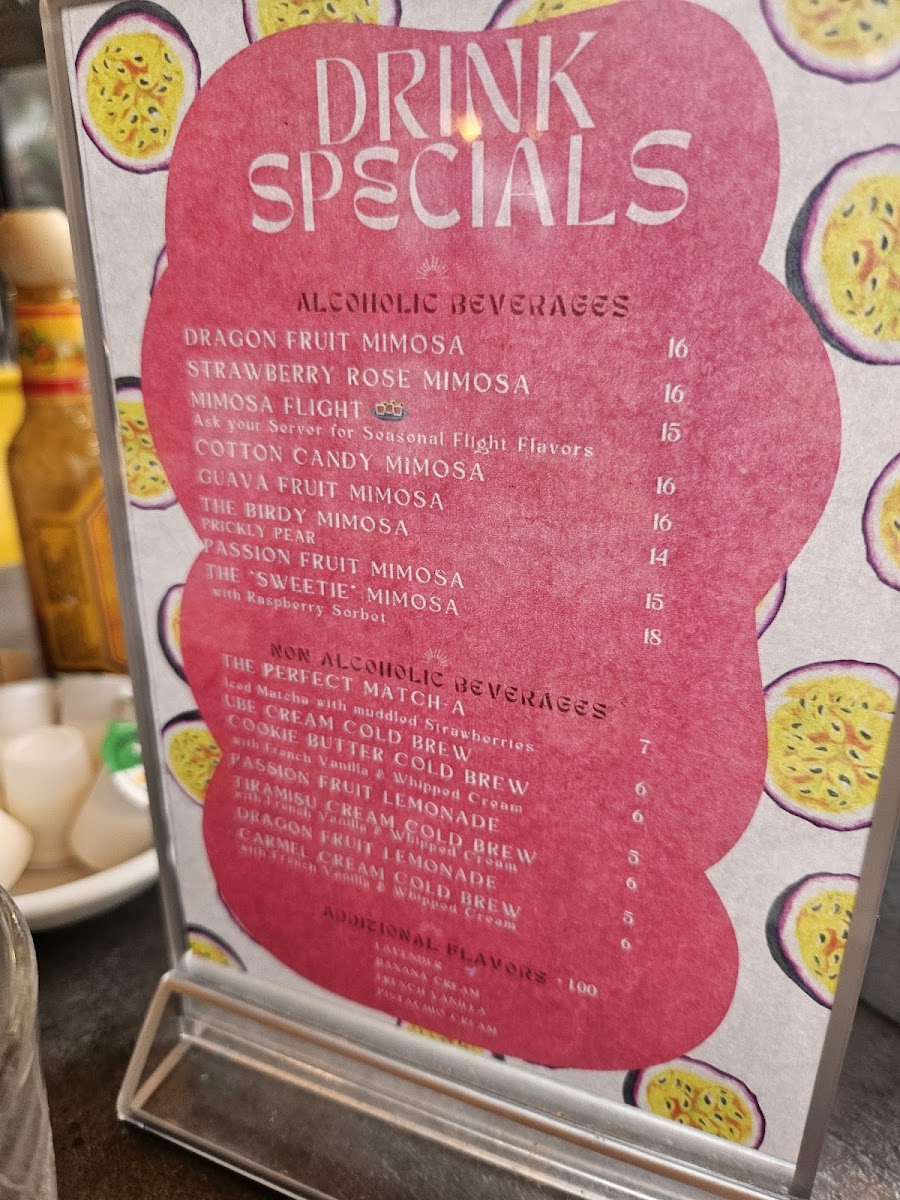 DRINK
SPECIALS
ALCOHOLIC BEVERAGES
DRAGON FRUIT MIMOSA 16
STRAWBERRY ROSE MIMOSA 16
MIMOSA FLIGHT 15
Ask your Server for Seasonal Flight Flavors
COTTON CANDY MIMOSA 16
GUAVA FRUIT MIMOSA 16
THE BIRDY MIMOSA 14
PRICKLY PEAR
PASSION FRUIT MIMOSA 15
THE "SWEETIE" MIMOSA 18
with Raspberry Sorbet
NON ALCOHOLIC BEVERAGES
THE PERFECT MATCH-A 7
Iced Matcha with muddled Strawberries
UBE CREAM COLD BREW 6
COOKIE BUTTER COLD BREW 6
with French Vanilla & Whipped Cream
PASSION FRUIT LEMONADE 5
TIRAMISU CREAM COLD BREW 6
with French Vanilla & Whipped Cream
DRAGON FRUIT LEMONADE 5
CARMEL CREAM COLD BREW 6
with French Vanilla & Whipped Cream
ADDITIONAL FLAVORS + 1.00
LAVENDER
BANANA CREAM
FRENCH VANILLA
PISTACHIO CREAM